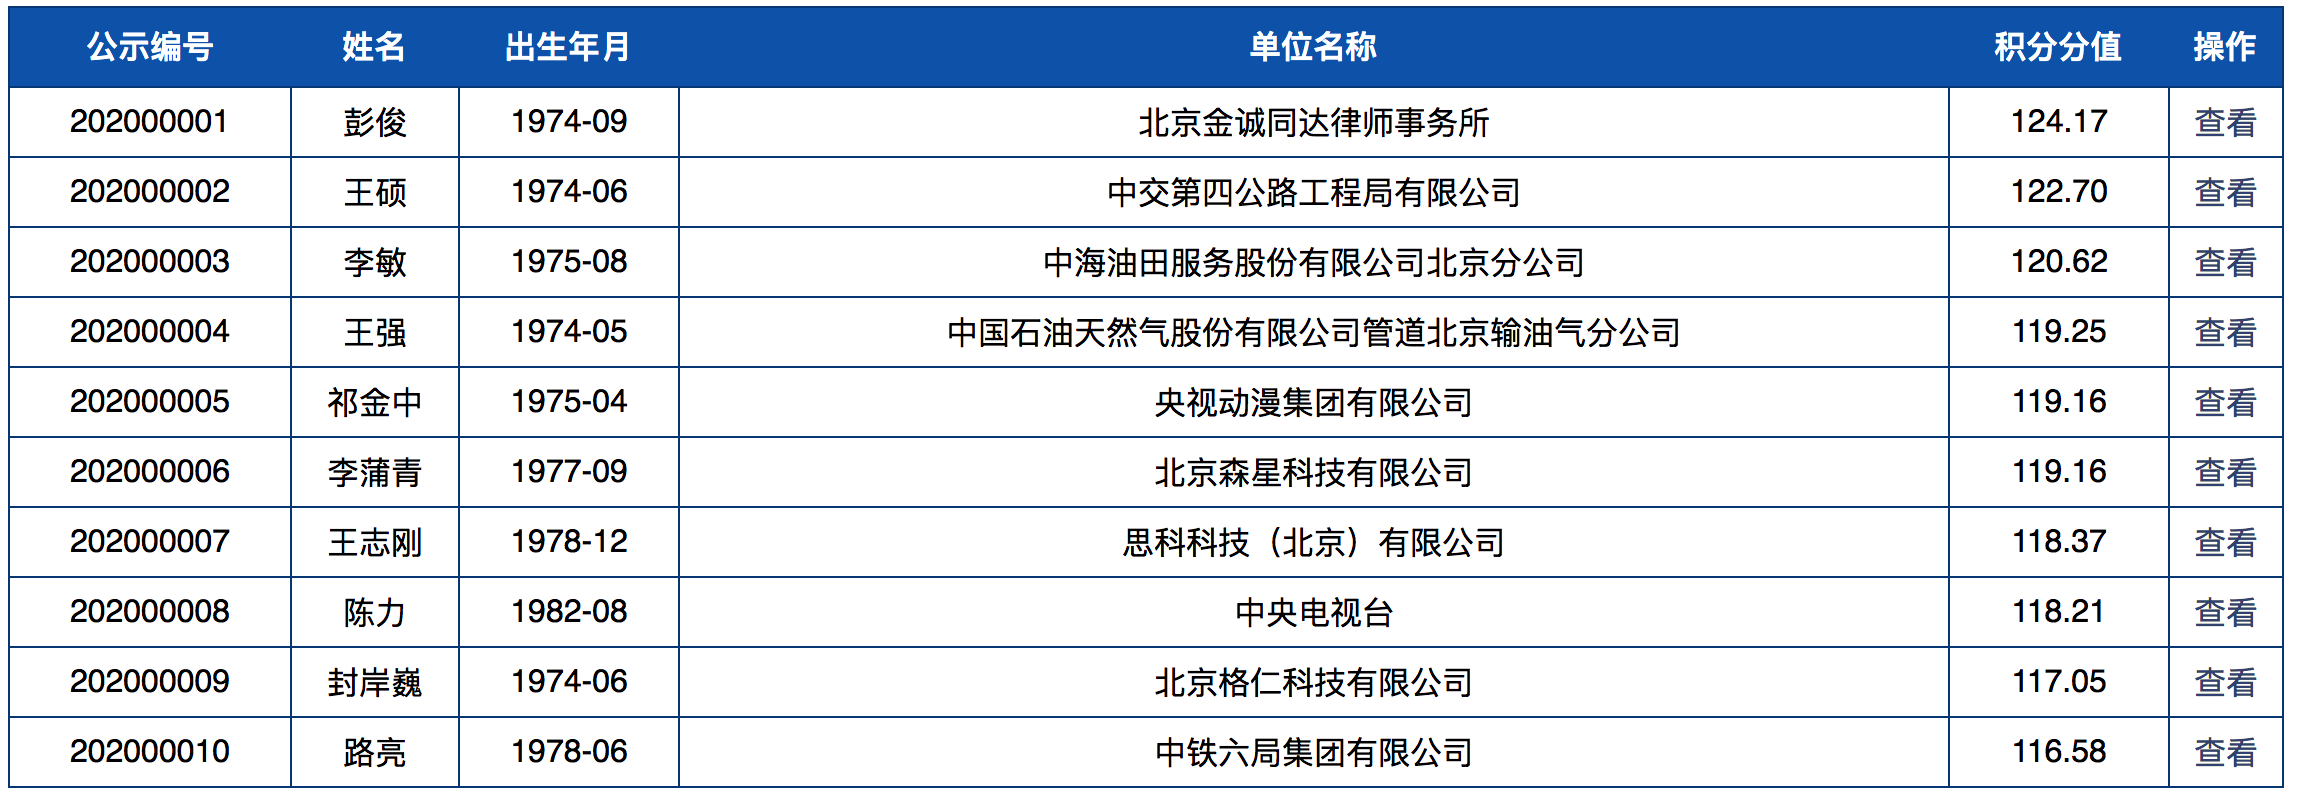 公示编号 姓名 出生年月 单位名称 积分分值 操作
202000001 彭俊 1974-09 北京金诚同达律师事务所 124.17 查看
202000002 王硕 1974-06 中交第四公路工程局有限公司 122.70 查看
202000003 李敏 1975-08 中海油田服务股份有限公司北京分公司 120.62 查看
202000004 王强 1974-05 中国石油天然气股份有限公司管道北京输油气分公司 119.25 查看
202000005 祁金中 1975-04 央视动漫集团有限公司 119.16 查看
202000006 李蒲青 1977-09 北京森星科技有限公司 119.16 查看
202000007 王志刚 1978-12 思科科技（北京）有限公司 118.37 查看
202000008 陈力 1982-08 中央电视台 118.21 查看
202000009 封岸巍 1974-06 北京格仁科技有限公司 117.05 查看
202000010 路亮 1978-06 中铁六局集团有限公司 116.58 查看